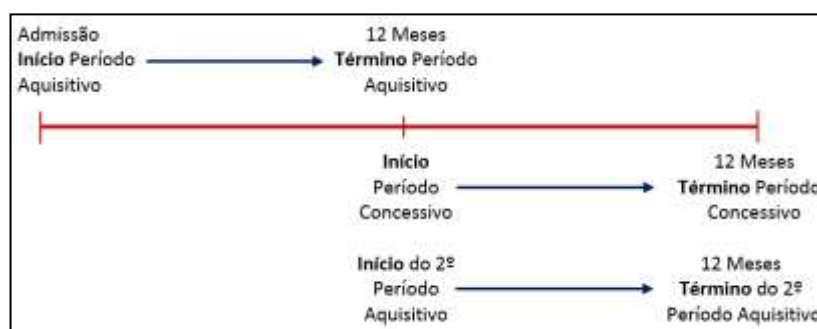 Admissão
Início Período
Aquisitivo
12 Meses
Término Período
Aquisitivo
Início
Período
Concessivo
12 Meses
Término Período
Concessivo
Início do 2º
Período
Aquisitivo
12 Meses
Término do 2º
Período Aquisitivo